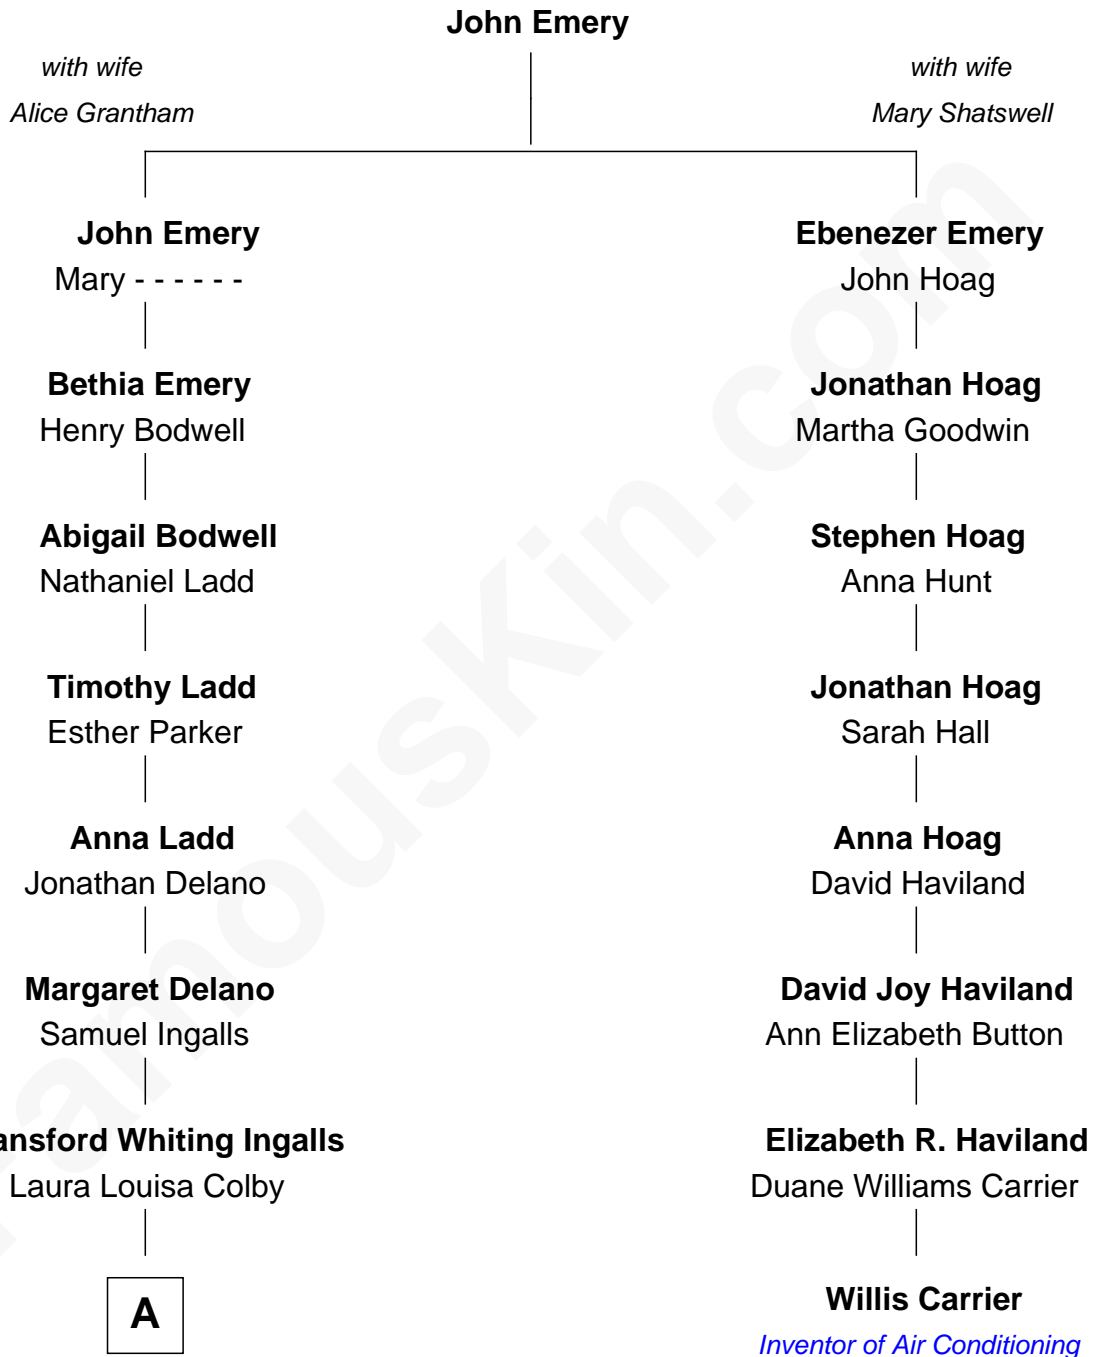 John Emery
with wife
Alice Grantham
with wife
Mary Shatswell
John Emery
Mary - - - - - -
Ebenezer Emery
John Hoag
Bethia Emery
Henry Bodwell
Jonathan Hoag
Martha Goodwin
Abigail Bodwell
Nathaniel Ladd
Stephen Hoag
Anna Hunt
Timothy Ladd
Esther Parker
Jonathan Hoag
Sarah Hall
Anna Ladd
Jonathan Delano
Anna Hoag
David Haviland
Margaret Delano
Samuel Ingalls
David Joy Haviland
Ann Elizabeth Button
ansford Whiting Ingalls
Laura Louisa Colby
Elizabeth R. Haviland
Duane Williams Carrier
A
Willis Carrier
Inventor of Air Conditioning
FamousKin.com